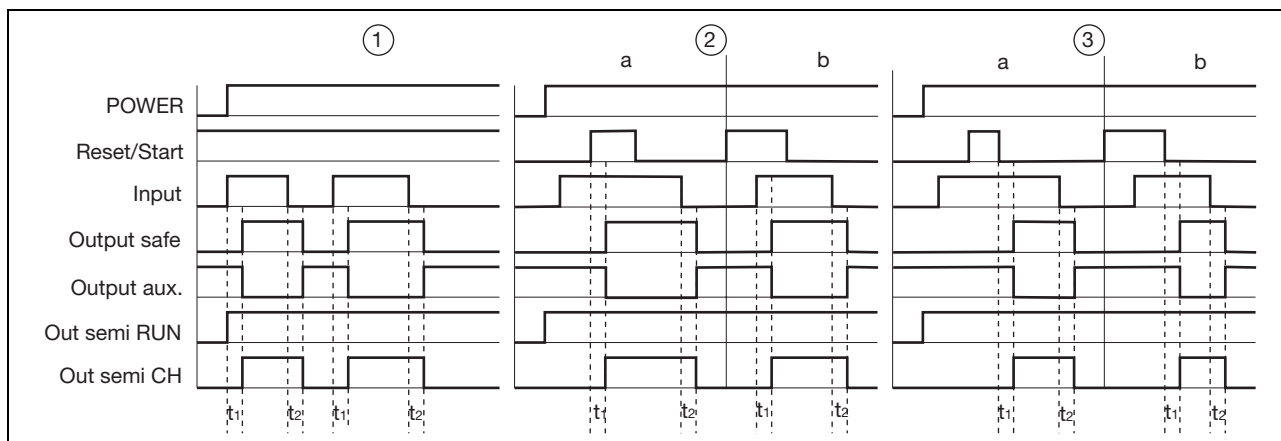 ① ② ③
a b a b
POWER
Reset/Start
Input
Output safe
Output aux.
Out semi RUN
Out semi CH
t1 t2 t1 t2 t1 t2 t1 t2 t1 t2 t1 t2